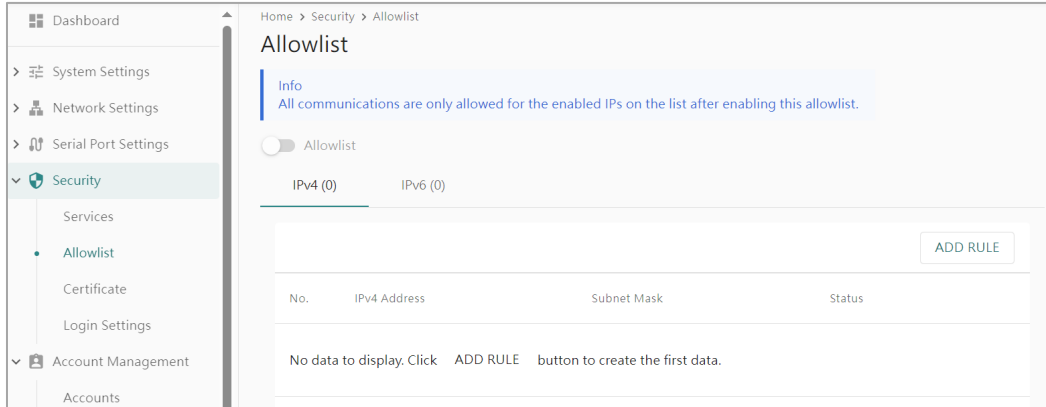 Dashboard
System Settings
Network Settings
Serial Port Settings
Security
Services
Allowlist
Certificate
Login Settings
Account Management
Accounts
Home > Security > Allowlist
Allowlist
Info
All communications are only allowed for the enabled IPs on the list after enabling this allowlist.
Allowlist
IPv4 (0) IPv6 (0)
ADD RULE
No. IPv4 Address Subnet Mask Status
No data to display. Click ADD RULE button to create the first data.